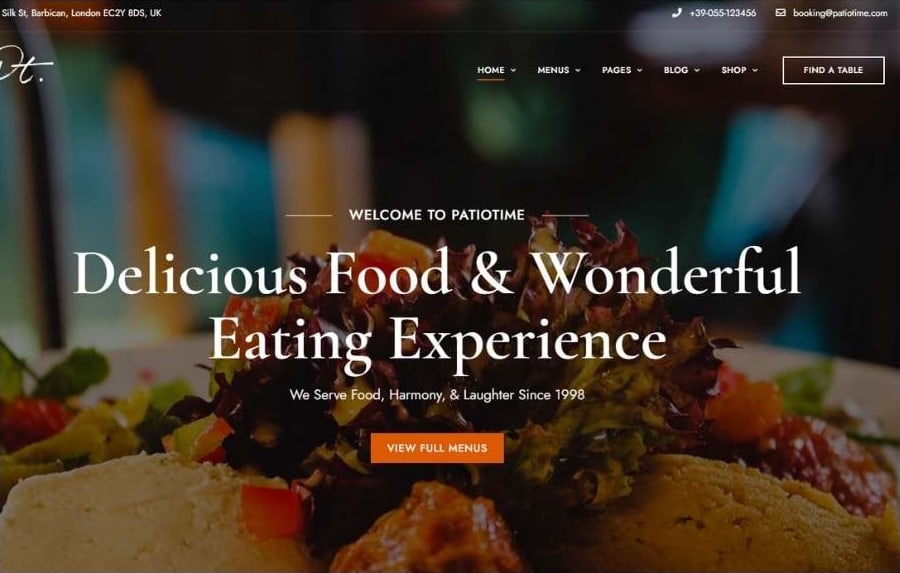 Silk St, Barbican, London EC2Y 8DS, UK
+39-055-123456
booking@patiotime.com
Pt.
HOME
MENUS
PAGES
BLOG
SHOP
FIND A TABLE
WELCOME TO PATIOTIME
Delicious Food & Wonderful
Eating Experience
We Serve Food, Harmony, & Laughter Since 1998
VIEW FULL MENUS